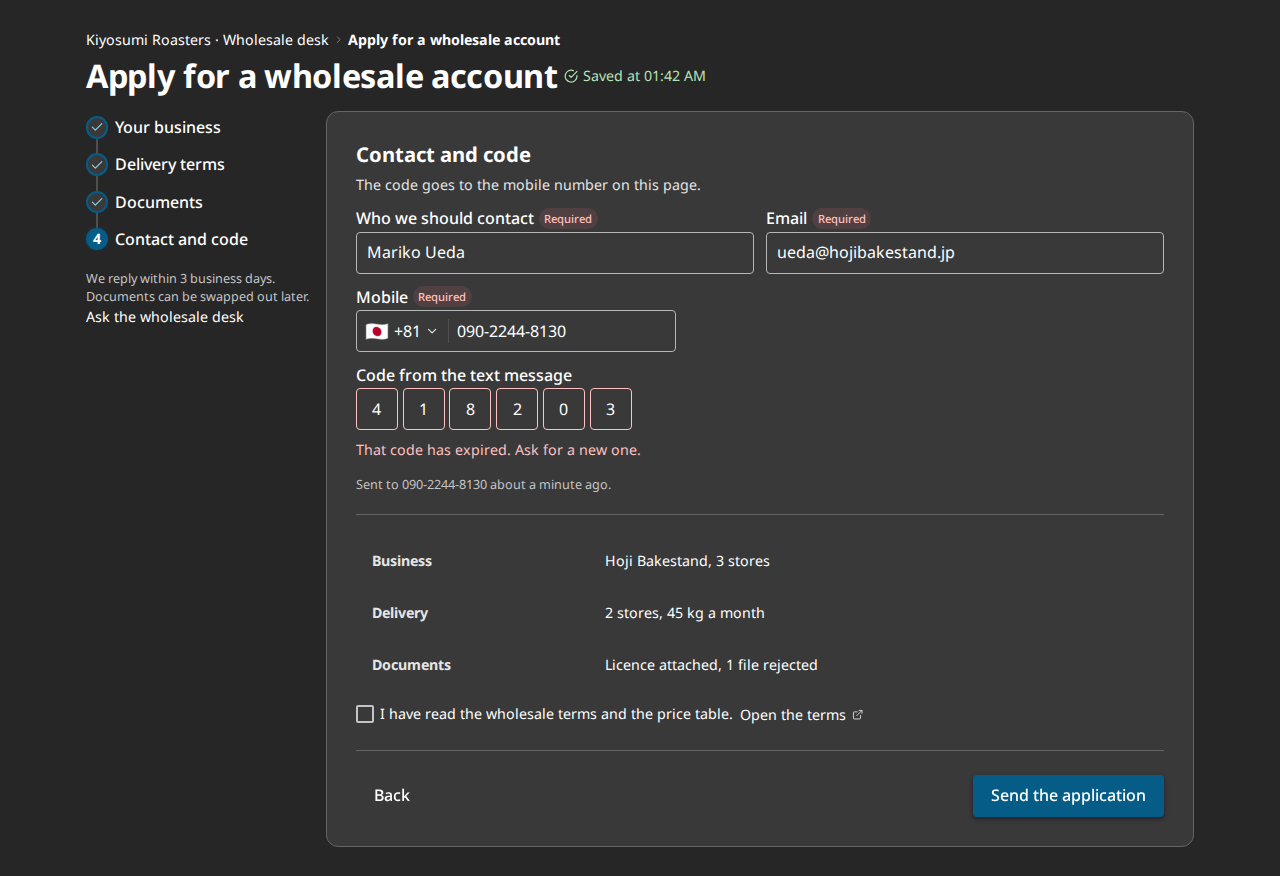 Kiyosumi Roasters · Wholesale desk > Apply for a wholesale account
Apply for a wholesale account Saved at 01:42 AM
Your business
Delivery terms
Documents
4 Contact and code
We reply within 3 business days.
Documents can be swapped out later.
Ask the wholesale desk
Contact and code
The code goes to the mobile number on this page.
Who we should contact Required
Mariko Ueda
Email Required
ueda@hojibakestand.jp
Mobile Required
+81 090-2244-8130
Code from the text message
4 1 8 2 0 3
That code has expired. Ask for a new one.
Sent to 090-2244-8130 about a minute ago.
Business Hoji Bakestand, 3 stores
Delivery 2 stores, 45 kg a month
Documents Licence attached, 1 file rejected
I have read the wholesale terms and the price table. Open the terms
Back Send the application